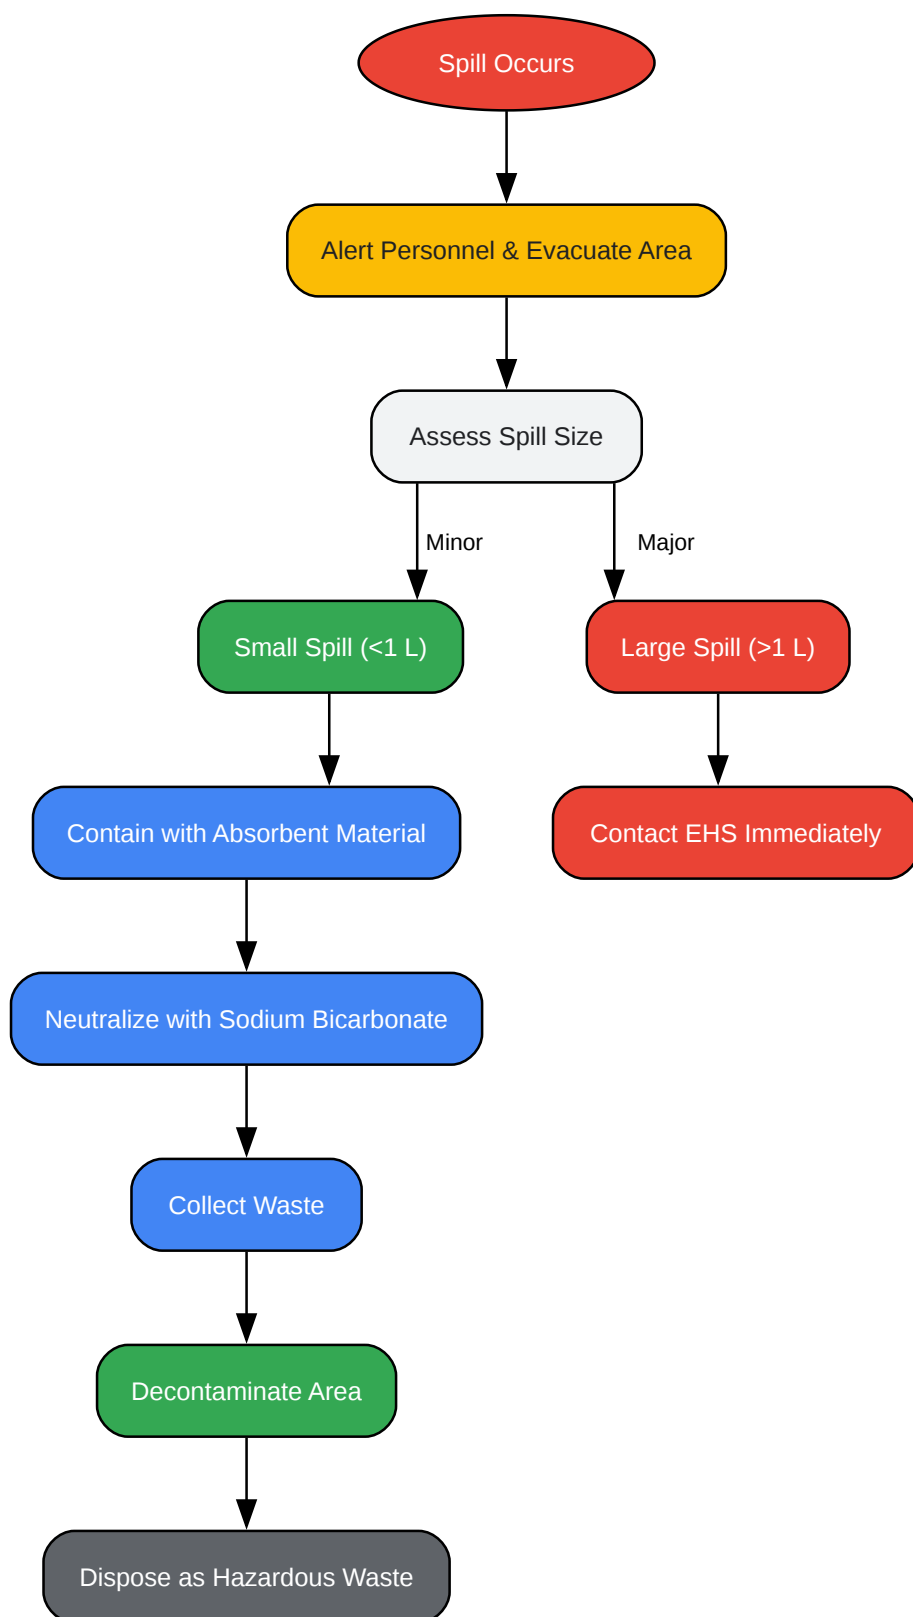 Spill Occurs
Alert Personnel & Evacuate Area
Assess Spill Size
Minor
Major
Small Spill (<1 L)
Large Spill (>1 L)
Contain with Absorbent Material
Contact EHS Immediately
Neutralize with Sodium Bicarbonate
Collect Waste
Decontaminate Area
Dispose as Hazardous Waste